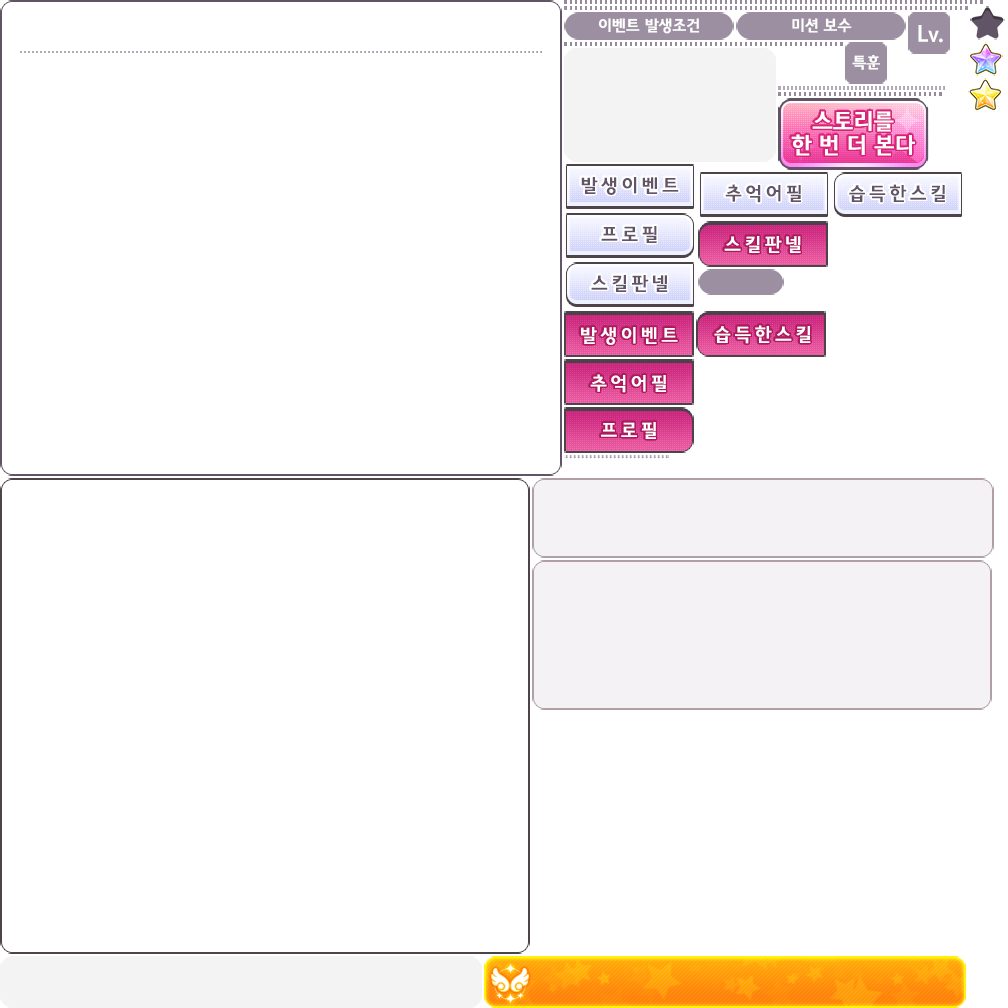 이벤트 발생조건
미션 보수
Lv.
특훈
스토리를
한 번 더 본다
발생이벤트
추억어필
습득한스킬
프로필
스킬판넬
스킬판넬
발생이벤트
습득한스킬
추억어필
프로필